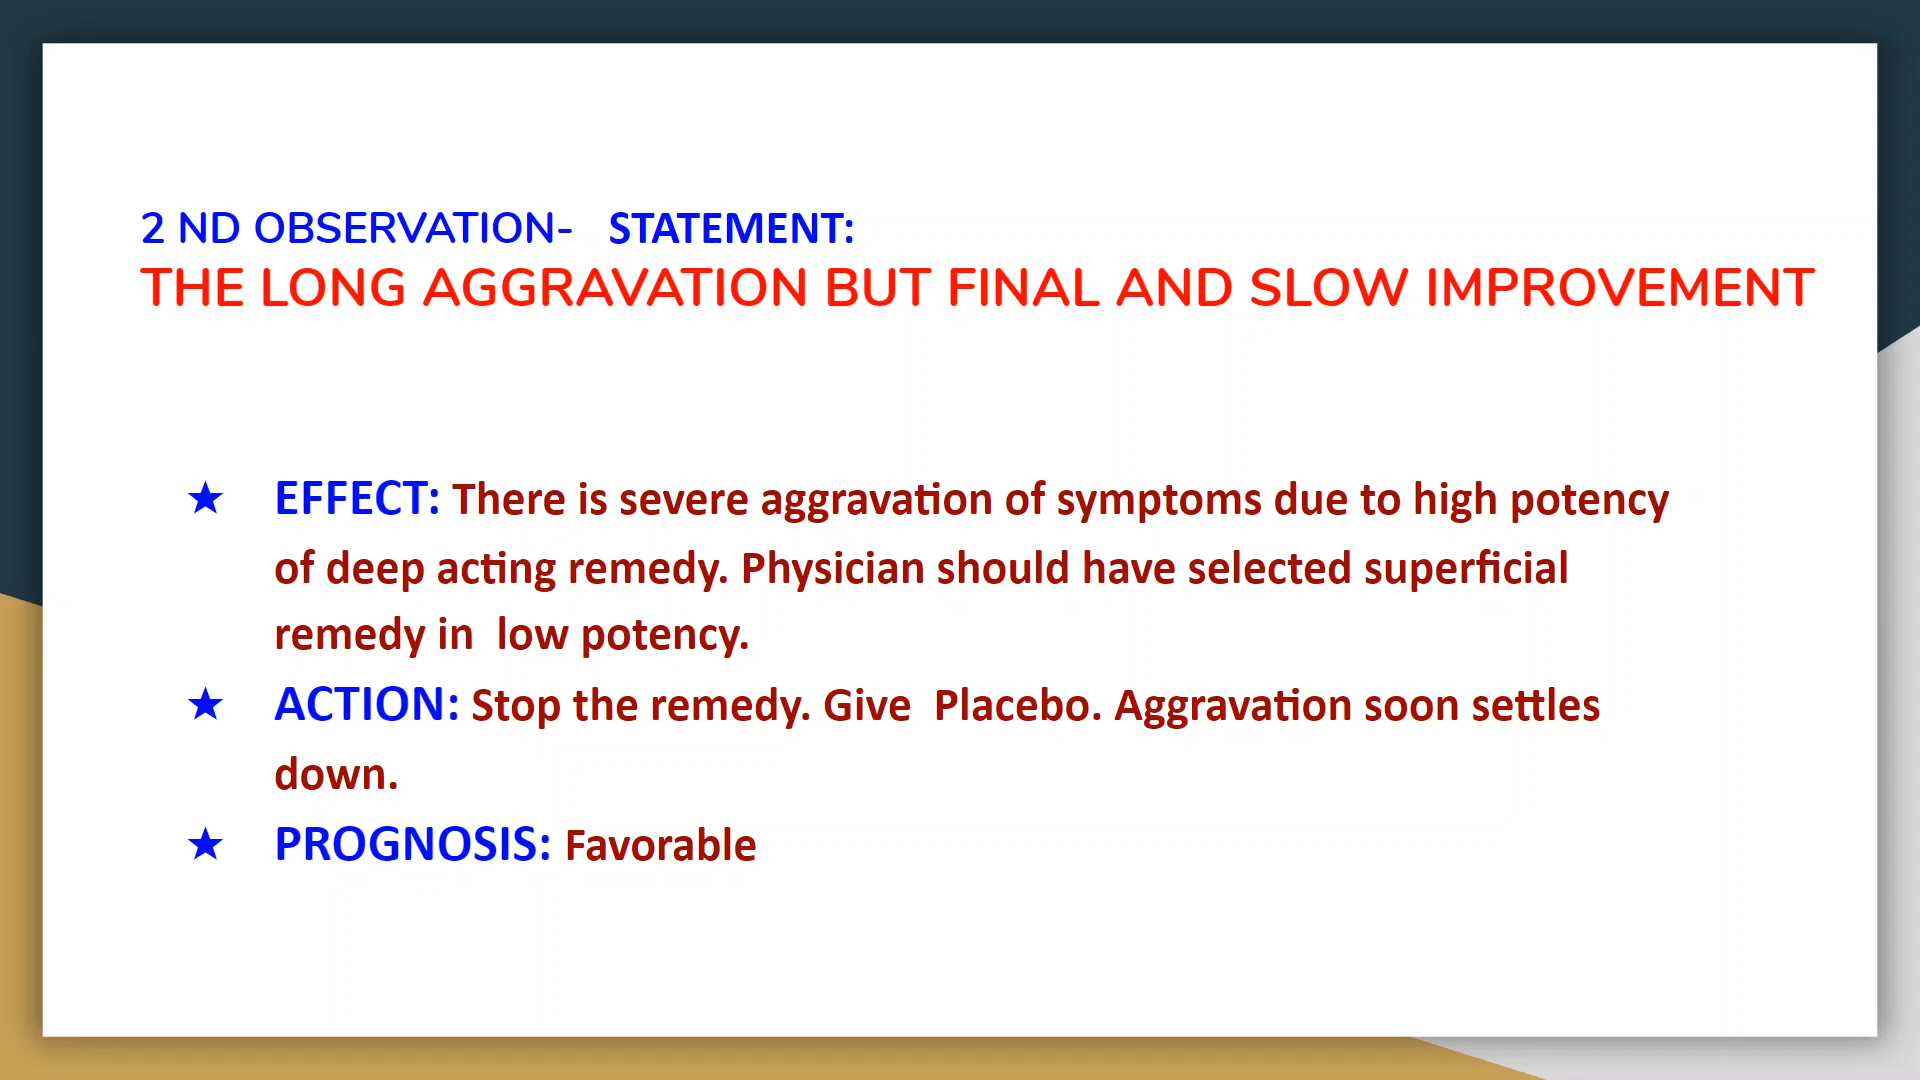 2 ND OBSERVATION- STATEMENT:
THE LONG AGGRAVATION BUT FINAL AND SLOW IMPROVEMENT
★ EFFECT: There is severe aggravation of symptoms due to high potency
of deep acting remedy. Physician should have selected superficial
remedy in low potency.
★ ACTION: Stop the remedy. Give Placebo. Aggravation soon settles
down.
★ PROGNOSIS: Favorable